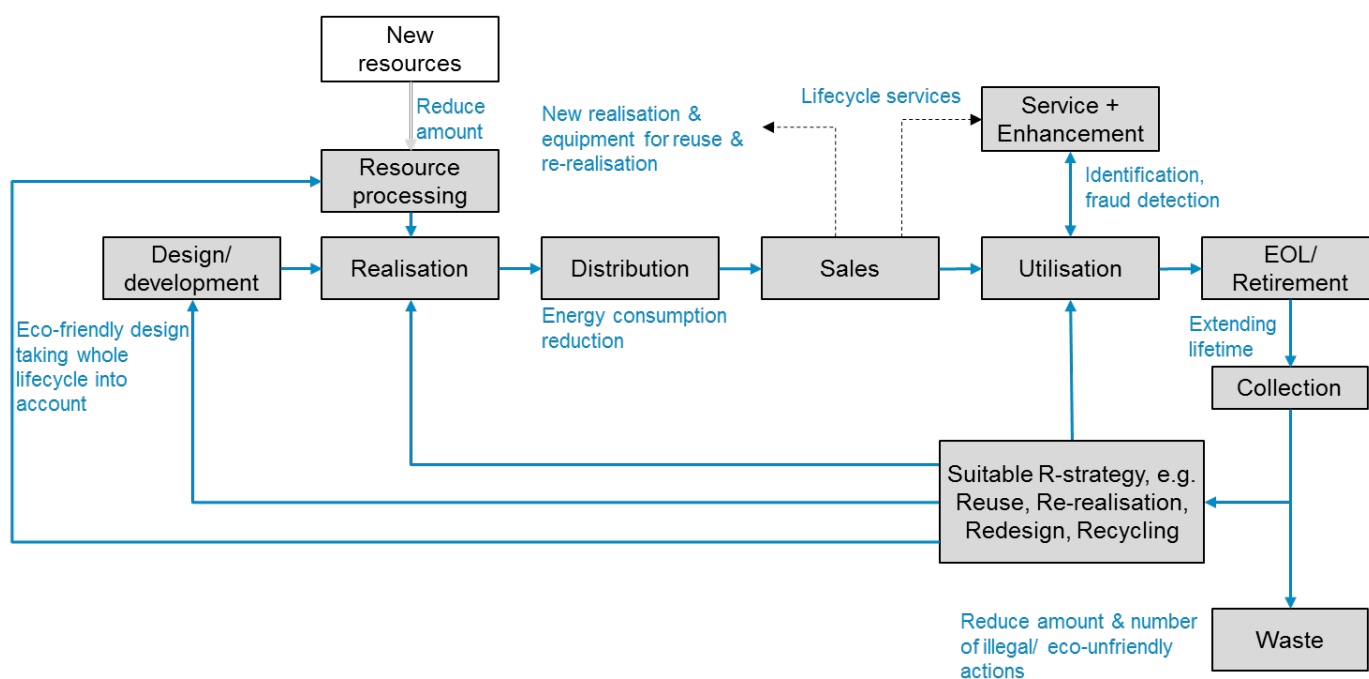 New
resources
Reduce
amount
Lifecycle services
New realisation &
equipment for reuse &
re-realisation
Service +
Enhancement
Resource
processing
Identification,
fraud detection
Design/
development
Realisation
Distribution
Sales
Utilisation
EOL/
Retirement
Eco-friendly design
taking whole
lifecycle into
account
Energy consumption
reduction
Extending
lifetime
Collection
Suitable R-strategy, e.g.
Reuse, Re-realisation,
Redesign, Recycling
Reduce amount & number
of illegal/ eco-unfriendly
actions
Waste